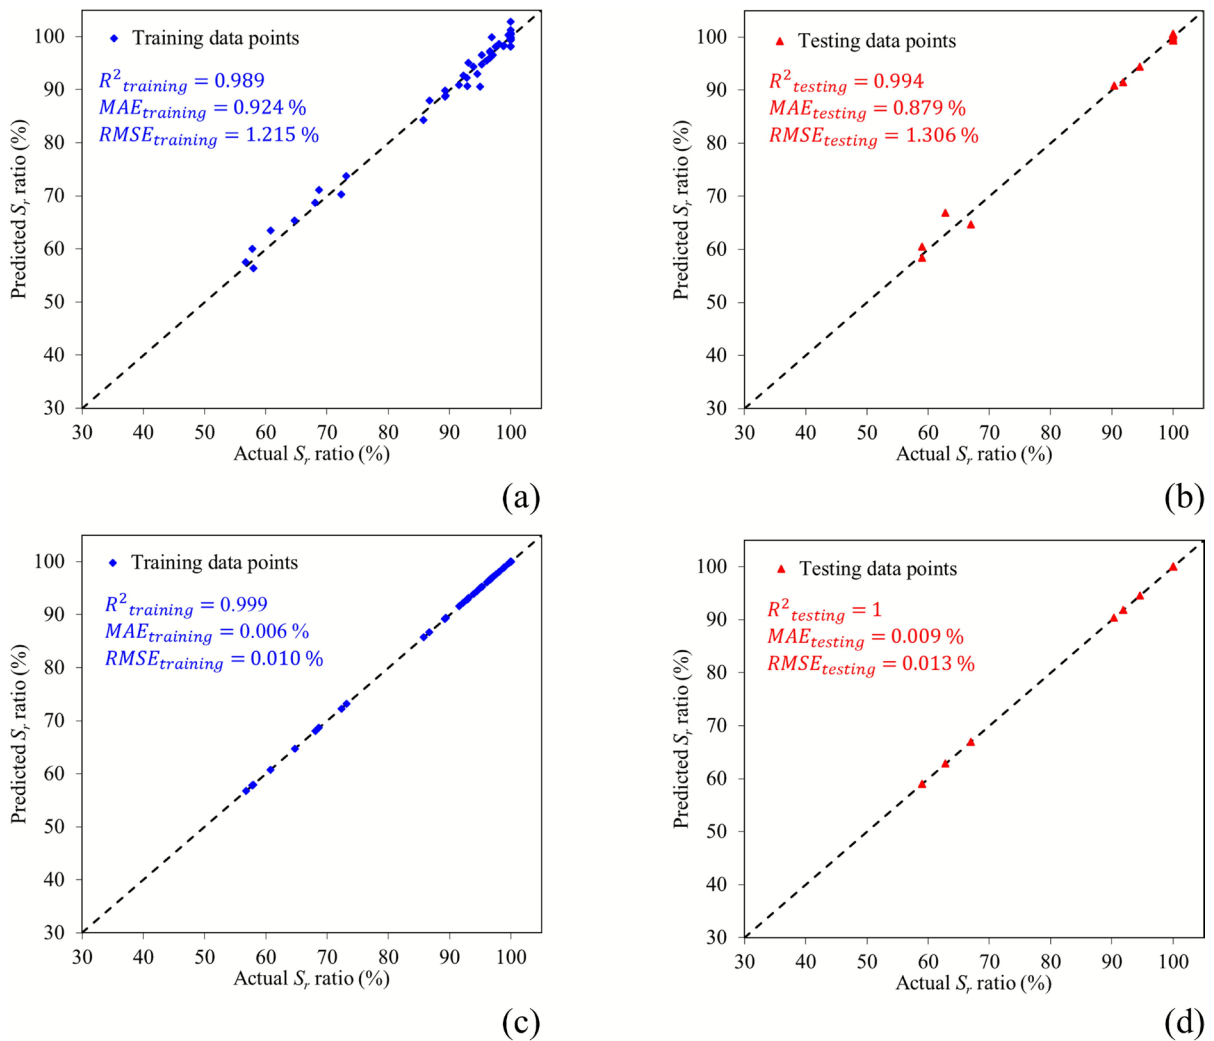 Training data points
R²training = 0.989
MAEtraining = 0.924 %
RMSEtraining = 1.215 %
100
90
80
70
60
50
40
30
30 40 50 60 70 80 90 100
Predicted Sr ratio (%)
Actual Sr ratio (%)
(a)
Testing data points
R²testing = 0.994
MAEtesting = 0.879 %
RMSEtesting = 1.306 %
100
90
80
70
60
50
40
30
30 40 50 60 70 80 90 100
Predicted Sr ratio (%)
Actual Sr ratio (%)
(b)
Training data points
R²training = 0.999
MAEtraining = 0.006 %
RMSEtraining = 0.010 %
100
90
80
70
60
50
40
30
30 40 50 60 70 80 90 100
Predicted Sr ratio (%)
Actual Sr ratio (%)
(c)
Testing data points
R²testing = 1
MAEtesting = 0.009 %
RMSEtesting = 0.013 %
100
90
80
70
60
50
40
30
30 40 50 60 70 80 90 100
Predicted Sr ratio (%)
Actual Sr ratio (%)
(d)